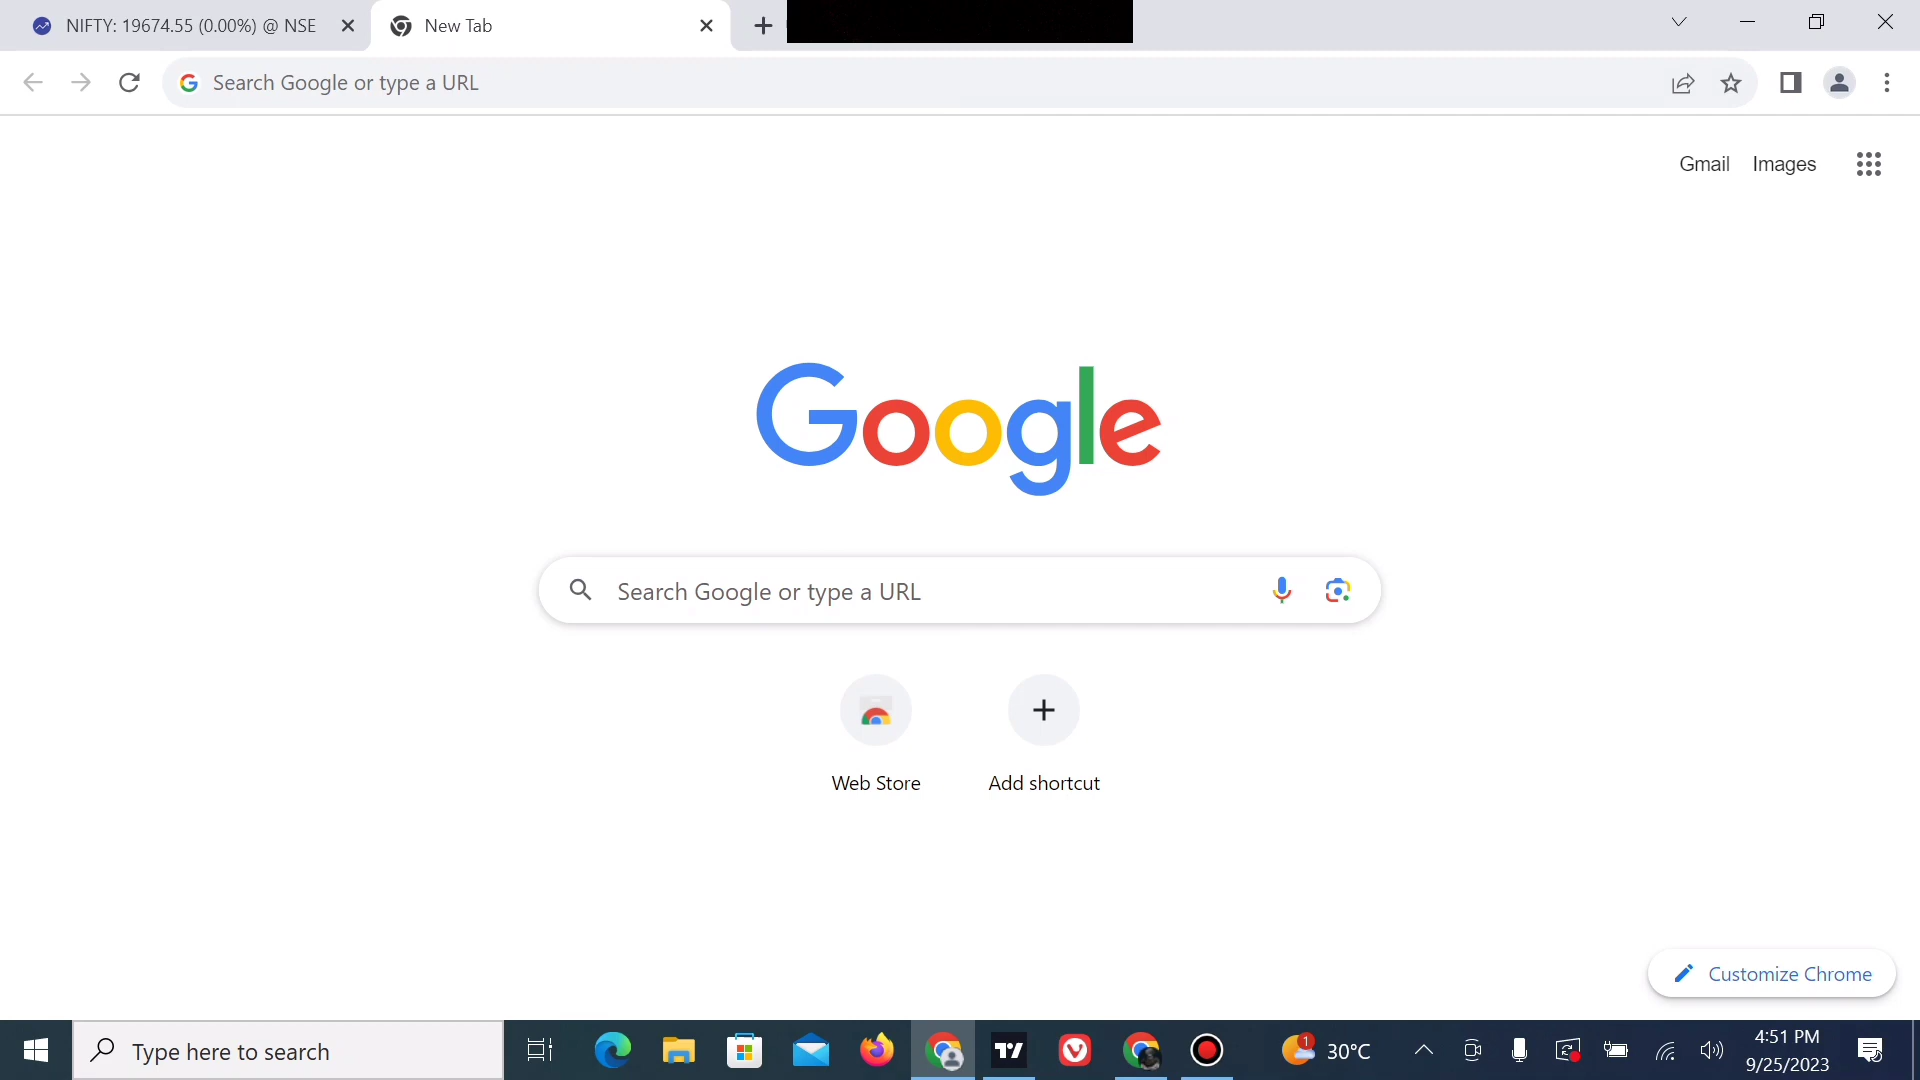 NIFTY: 19674.55 (0.00%) @ NSE
New Tab
Search Google or type a URL
Gmail Images
Google
Search Google or type a URL
Web Store Add shortcut
Customize Chrome
Type here to search
1
30°C
4:51 PM
9/25/2023